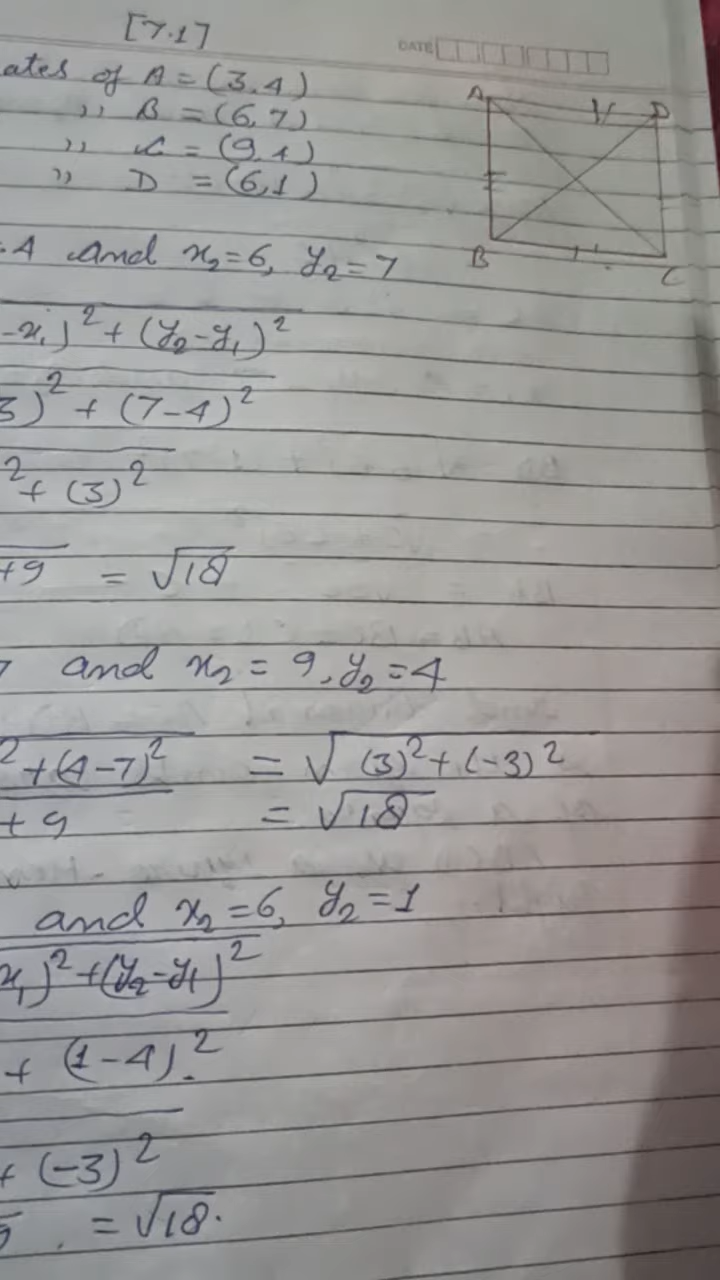 [7.1]
DATE
ates of A = (3,4)
,, B = (6,7)
,, C = (9,4)
,, D = (6,1)
A D
B C
4 and x₂=6, y₂=7
-x₁)² + (y₂-y₁)²
3)² + (7-4)²
² + (3)²
+9 = √18
7 and x₂ = 9, y₂=4
² + (4-7)² = √(3)²+(-3)²
+ 9 = √18
and x₂=6, y₂=1
x₁)² + (y₂-y₁)²
+ (1-4)²
+ (-3)²
9 = √18.